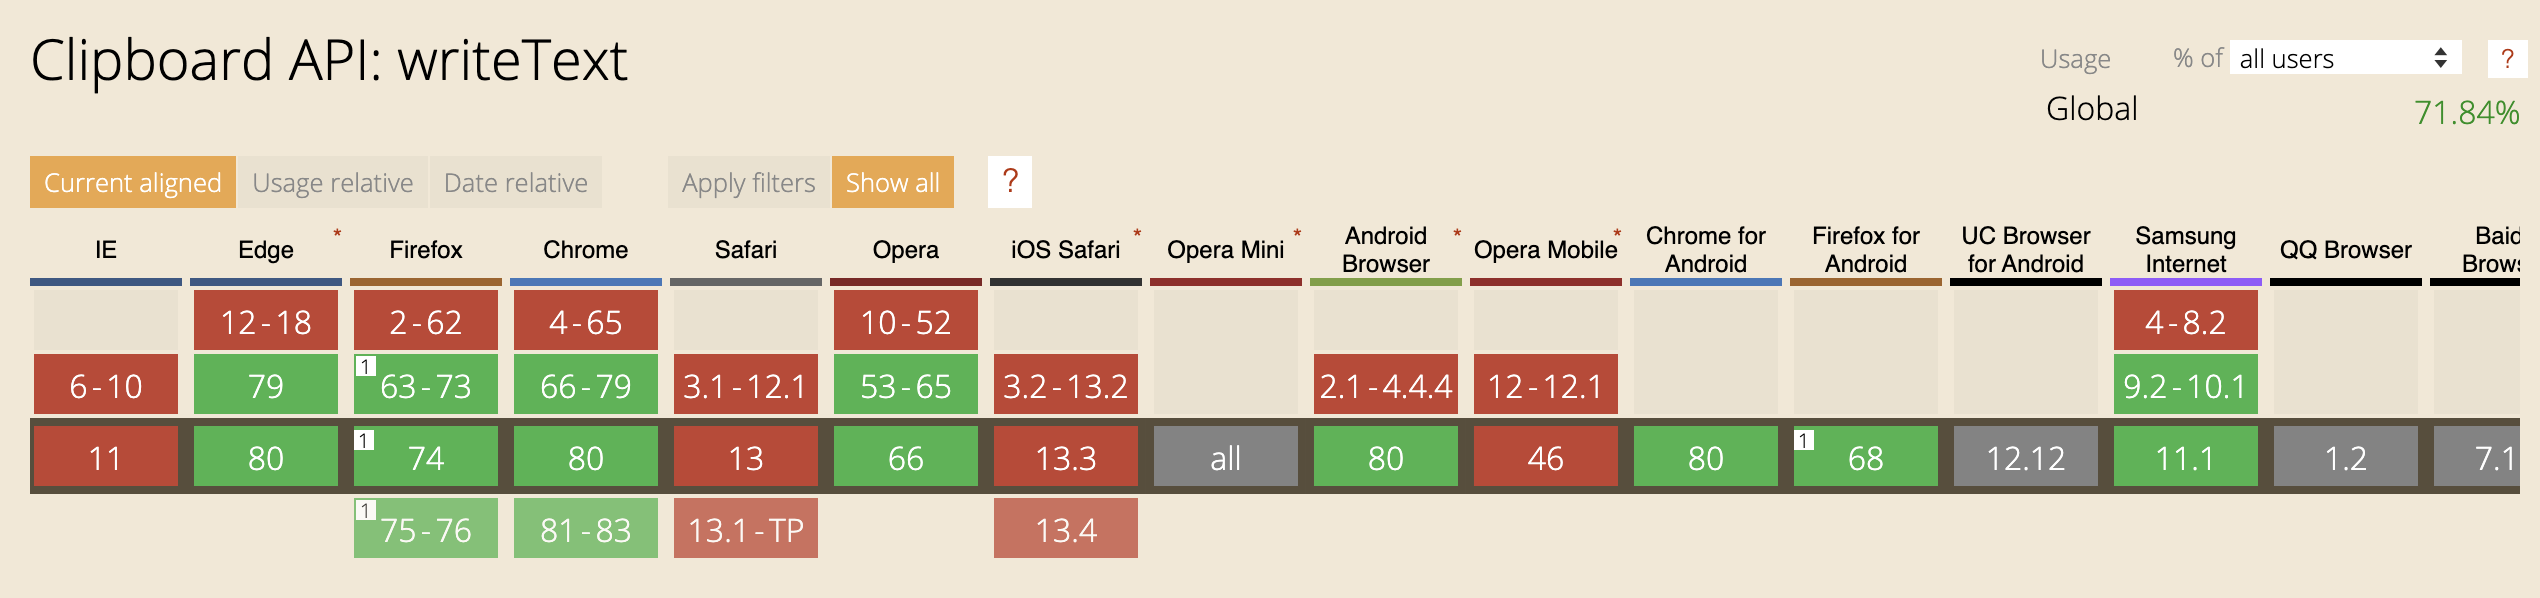 Clipboard API: writeText
Usage % of all users ?
Global 71.84%
Current aligned Usage relative Date relative Apply filters Show all ?
IE Edge * Firefox Chrome Safari Opera iOS Safari * Opera Mini * Android Browser * Opera Mobile * Chrome for Android Firefox for Android UC Browser for Android Samsung Internet QQ Browser Baid Brows
12-18 2-62 4-65 10-52 4-8.2
6-10 79 1 63-73 66-79 3.1-12.1 53-65 3.2-13.2 2.1-4.4.4 12-12.1 9.2-10.1
11 80 1 74 80 13 66 13.3 all 80 46 80 1 68 12.12 11.1 1.2 7.1
1 75-76 81-83 13.1-TP 13.4